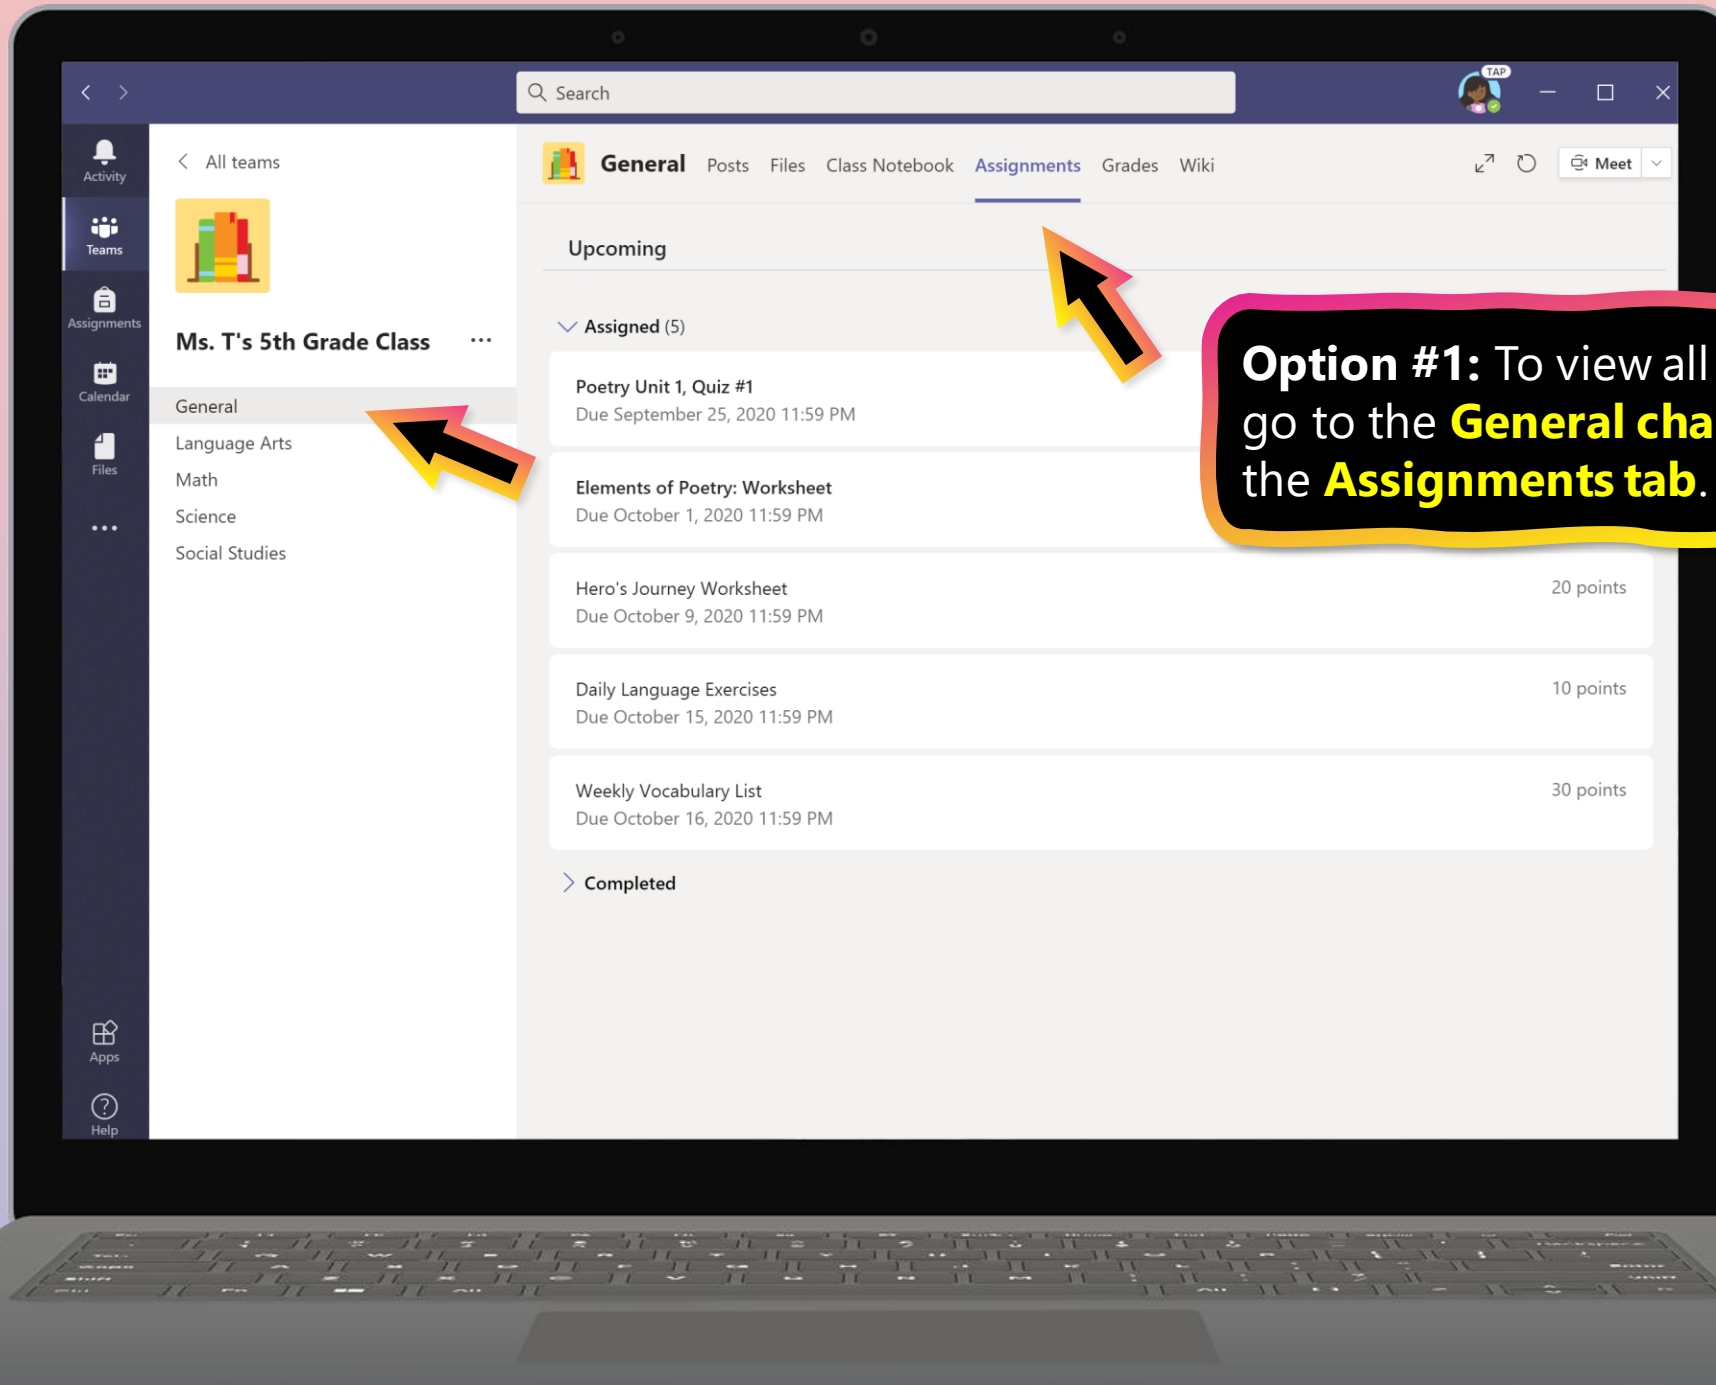 Search
TAP
Activity
Teams
Assignments
Calendar
Files
Apps
Help
All teams
Ms. T's 5th Grade Class
General
Language Arts
Math
Science
Social Studies
General Posts Files Class Notebook Assignments Grades Wiki
Meet
Upcoming
Assigned (5)
Poetry Unit 1, Quiz #1
Due September 25, 2020 11:59 PM
Elements of Poetry: Worksheet
Due October 1, 2020 11:59 PM
Hero's Journey Worksheet
Due October 9, 2020 11:59 PM
20 points
Daily Language Exercises
Due October 15, 2020 11:59 PM
10 points
Weekly Vocabulary List
Due October 16, 2020 11:59 PM
30 points
Completed
Option #1: To view all
go to the General cha
the Assignments tab.